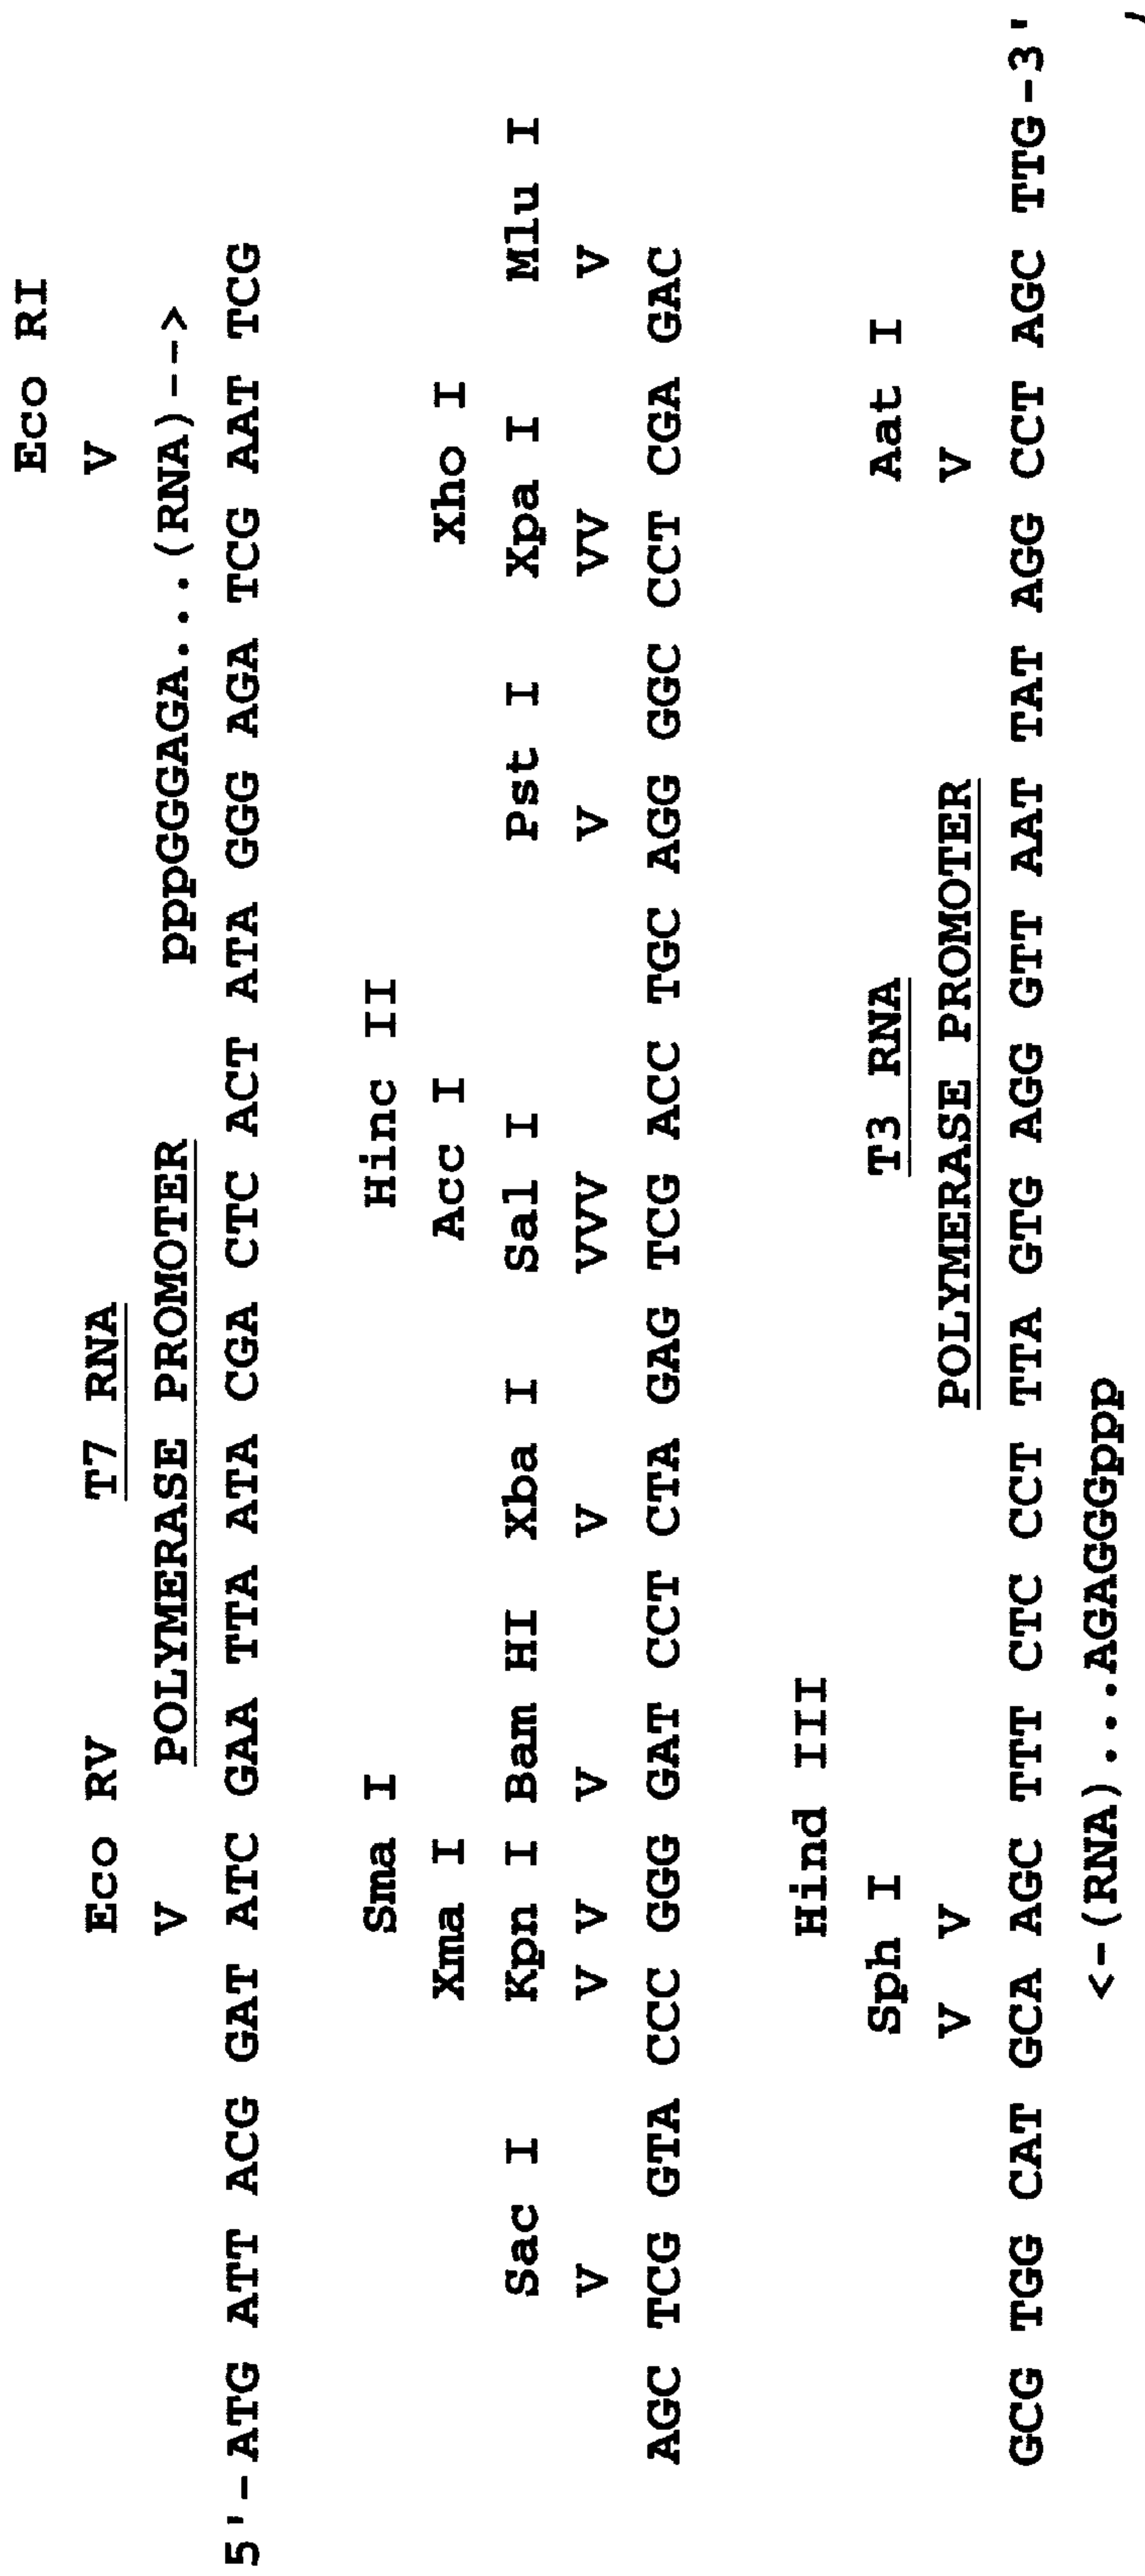 Eco RI
Eco RV T7 RNA V
V POLYMERASE PROMOTER pppGGGAGA...(RNA)-->
5'-ATG ATT ACG GAT ATC GAA TTA ATA CGA CTC ACT ATA GGG AGA TCG AAT TCG
Sma I Hinc II
Xma I Acc I Xho I
Sac I Kpn I Bam HI Xba I Sal I Pst I Xpa I Mlu I
V V V V V VVV V VV V
AGC TCG GTA CCC GGG GAT CCT CTA GAG TCG ACC TGC AGG GGC CCT CGA GAC
Hind III
Sph I T3 RNA Aat I
V V POLYMERASE PROMOTER V
GCG TGG CAT GCA AGC TTT CTC CCT TTA GTG AGG GTT AAT TAT AGG CCT AGC TTG-3'
<-(RNA)...AGAGGGppp